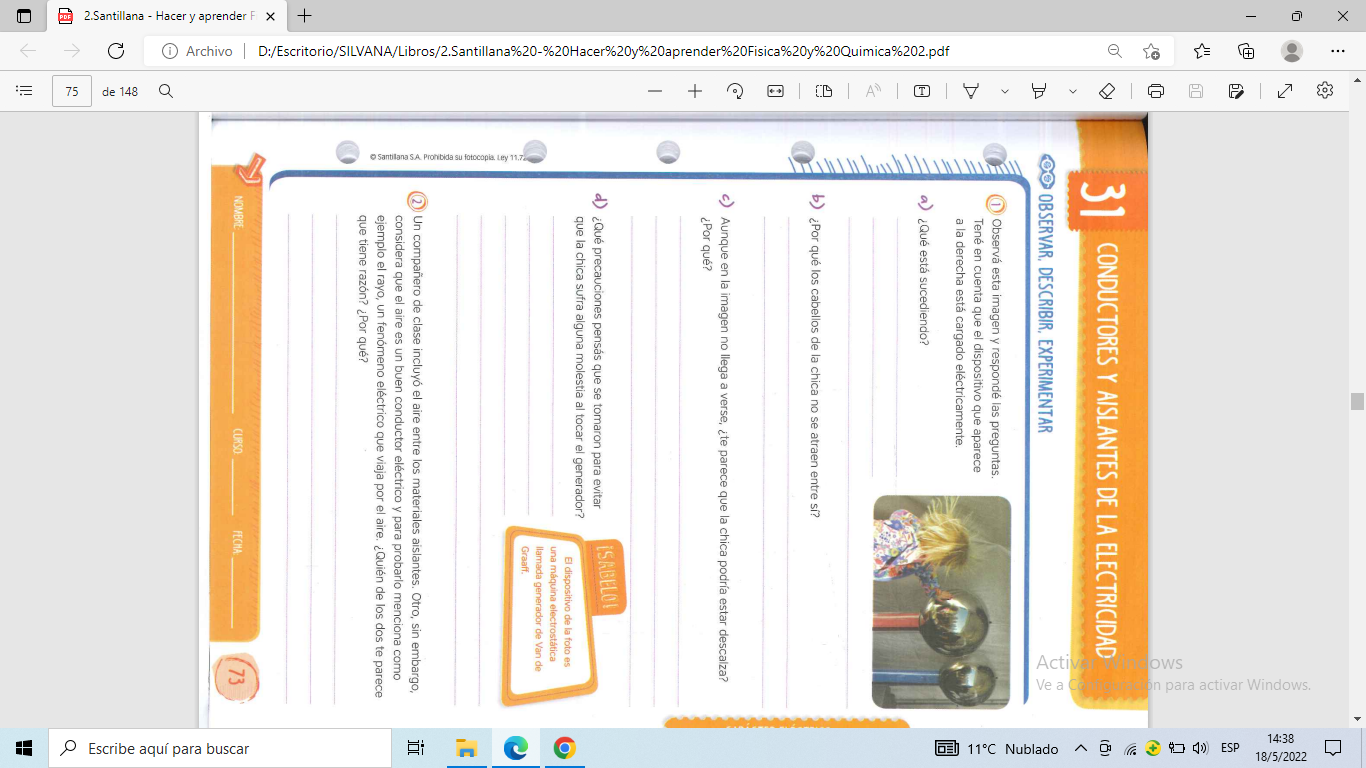 2.Santillana - Hacer y aprender F
Archivo
D:/Escritorio/SILVANA/Libros/2.Santillana%20-%20Hacer%20y%20aprender%20Fisica%20y%20Quimica%202.pdf
75
de 148
31
CONDUCTORES Y AISLANTES DE LA ELECTRICIDAD
OBSERVAR, DESCRIBIR, EXPERIMENTAR
1 Observá esta imagen y respondé las preguntas.
Tené en cuenta que el dispositivo que aparece
a la derecha está cargado eléctricamente.
a) ¿Qué está sucediendo?
b) ¿Por qué los cabellos de la chica no se atraen entre sí?
c) Aunque en la imagen no llega a verse, ¿te parece que la chica podría estar descalza?
¿Por qué?
d) ¿Qué precauciones pensás que se tomaron para evitar
que la chica sufra alguna molestia al tocar el generador?
¡SABELO!
El dispositivo de la foto es
una máquina electrostática
llamada generador de Van de
Graaff.
2 Un compañero de clase incluyó el aire entre los materiales aislantes. Otro, sin embargo,
considera que el aire es un buen conductor eléctrico y para probarlo menciona como
ejemplo el rayo, un fenómeno eléctrico que viaja por el aire. ¿Quién de los dos te parece
que tiene razón? ¿Por qué?
© Santillana S.A. Prohibida su fotocopia. Ley 11.72
NOMBRE
CURSO
FECHA
73
Activar Windows
Ve a Configuración para activar Windows.
Escribe aquí para buscar
11°C Nublado
ESP
14:38
18/5/2022